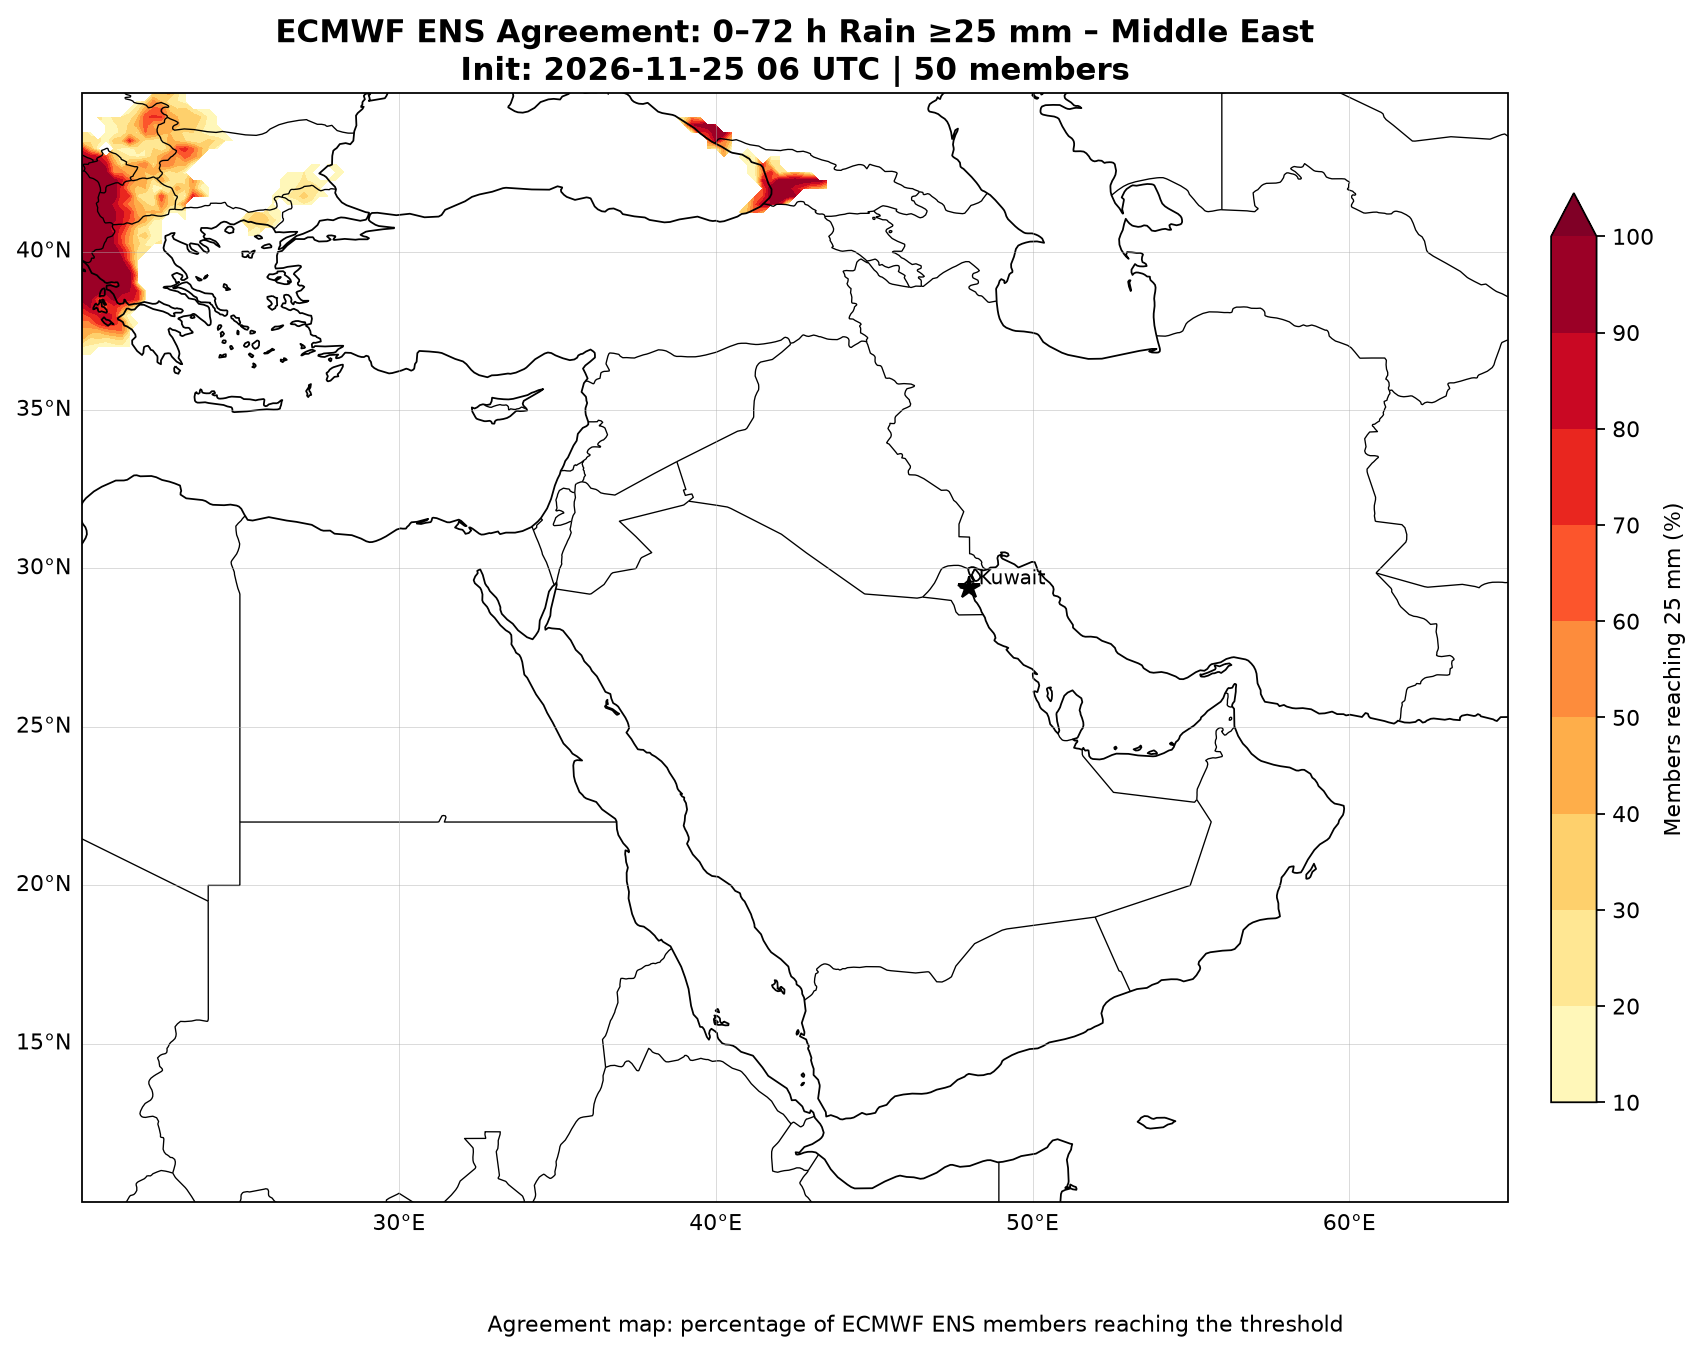 ECMWF ENS Agreement: 0–72 h Rain ≥25 mm – Middle East
Init: 2026-11-25 06 UTC | 50 members
40°N
35°N
30°N
25°N
20°N
15°N
30°E
40°E
50°E
60°E
Kuwait
100
90
80
70
60
50
40
30
20
10
Members reaching 25 mm (%)
Agreement map: percentage of ECMWF ENS members reaching the threshold